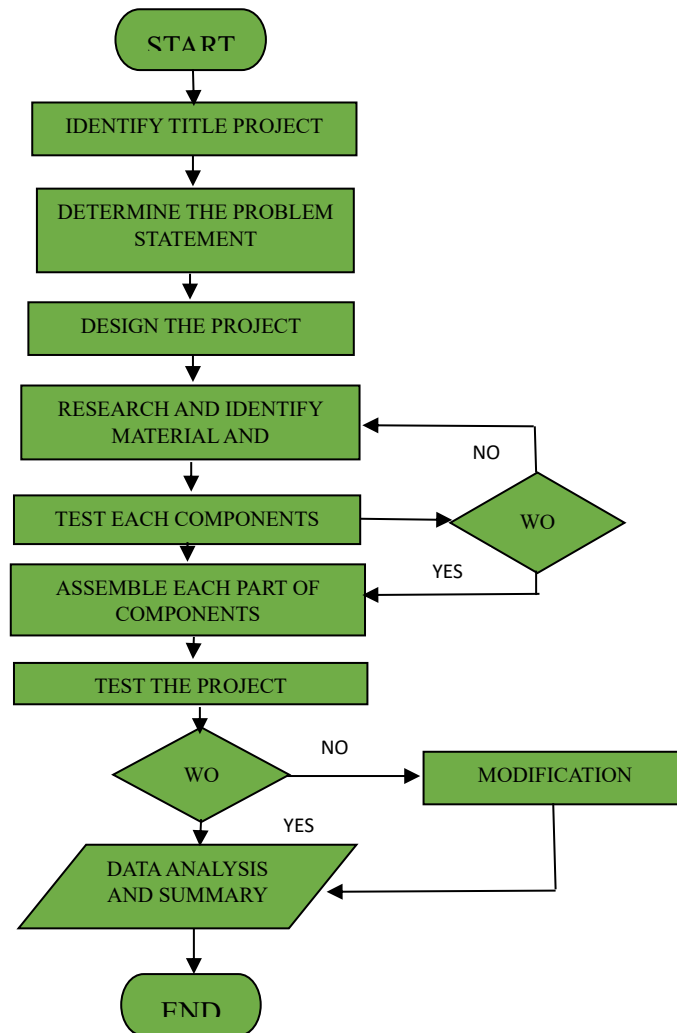 START
IDENTIFY TITLE PROJECT
DETERMINE THE PROBLEM
STATEMENT
DESIGN THE PROJECT
RESEARCH AND IDENTIFY
MATERIAL AND
NO
TEST EACH COMPONENTS
WO
YES
ASSEMBLE EACH PART OF
COMPONENTS
TEST THE PROJECT
NO
WO
MODIFICATION
YES
DATA ANALYSIS
AND SUMMARY
END